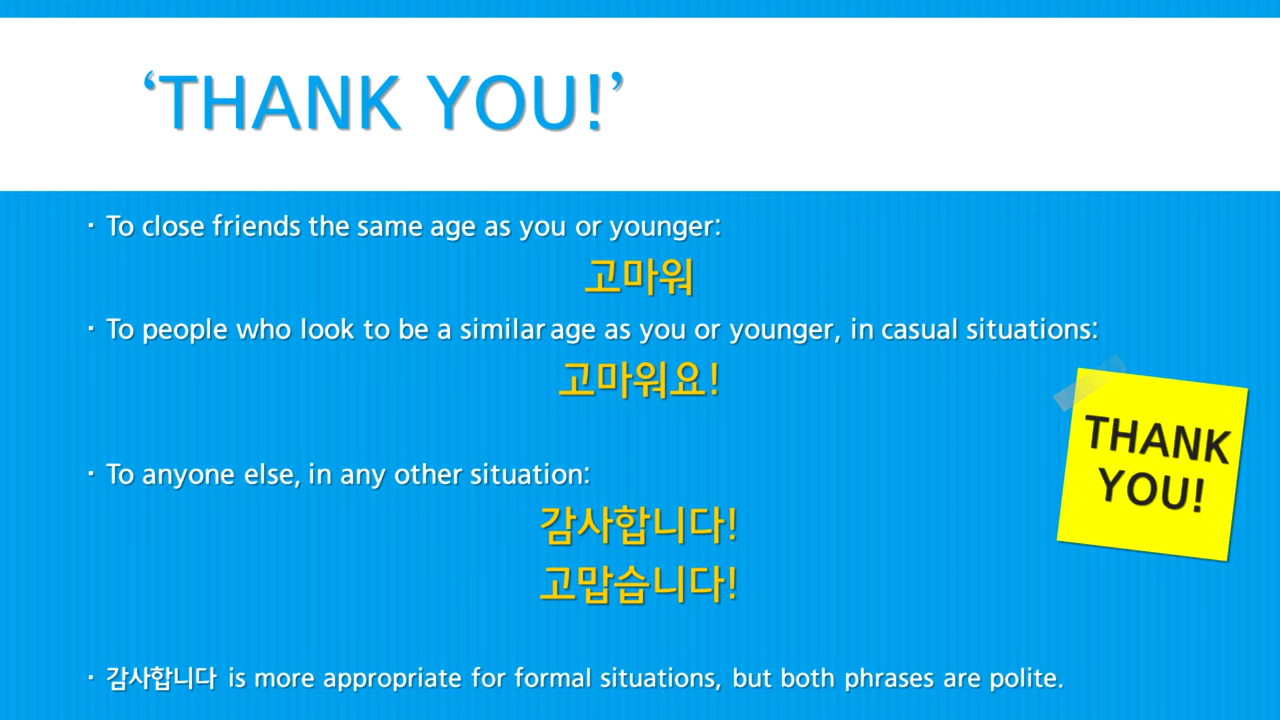 ‘THANK YOU!’
· To close friends the same age as you or younger:
고마워
· To people who look to be a similar age as you or younger, in casual situations:
고마워요!
THANK
YOU!
· To anyone else, in any other situation:
감사합니다!
고맙습니다!
· 감사합니다 is more appropriate for formal situations, but both phrases are polite.